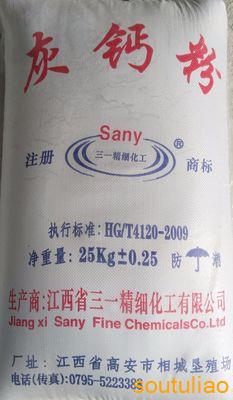 灰钙粉
Sany
®
注册 三一精细化工 商标
执行标准: HG/T4120-2009
净重量: 25Kg±0.25 防潮
生产商:江西省三一精细化工有限公司
Jiang xi Sany Fine ChemicalsCo.Ltd
厂址: 江西省高安市相城垦殖场
电话(传真):0795-5223383
soutuliao